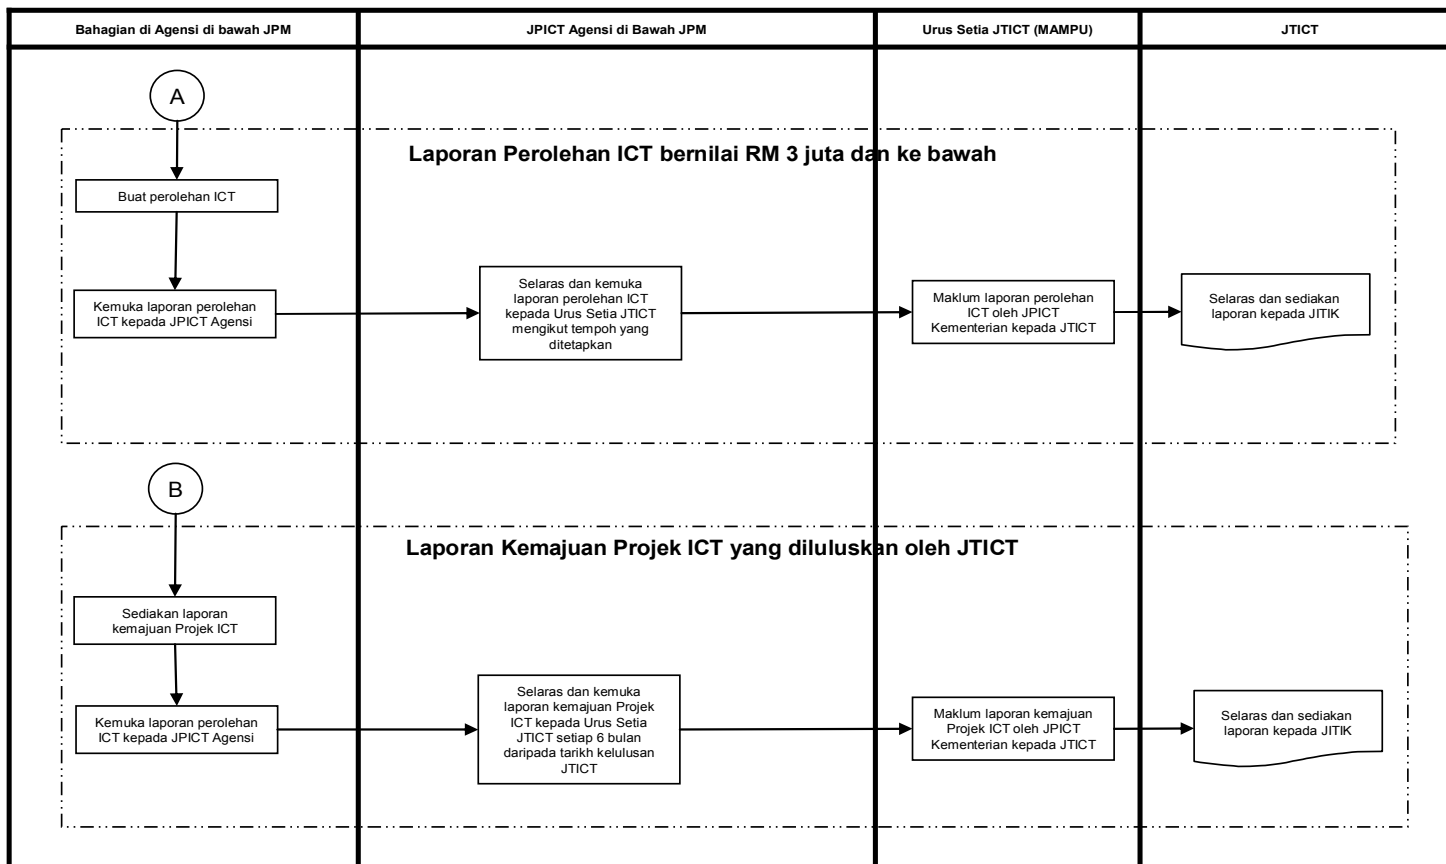 Bahagian di Agensi di bawah JPM
JPICT Agensi di Bawah JPM
Urus Setia JTICT (MAMPU)
JTICT
A
Laporan Perolehan ICT bernilai RM 3 juta dan ke bawah
Buat perolehan ICT
Kemuka laporan perolehan
ICT kepada JPICT Agensi
Selaras dan kemuka
laporan perolehan ICT
kepada Urus Setia JTICT
mengikut tempoh yang
ditetapkan
Maklum laporan perolehan
ICT oleh JPICT
Kementerian kepada JTICT
Selaras dan sediakan
laporan kepada JITIK
B
Laporan Kemajuan Projek ICT yang diluluskan oleh JTICT
Sediakan laporan
kemajuan Projek ICT
Kemuka laporan perolehan
ICT kepada JPICT Agensi
Selaras dan kemuka
laporan kemajuan Projek
ICT kepada Urus Setia
JTICT setiap 6 bulan
daripada tarikh kelulusan
JTICT
Maklum laporan kemajuan
Projek ICT oleh JPICT
Kementerian kepada JTICT
Selaras dan sediakan
laporan kepada JITIK